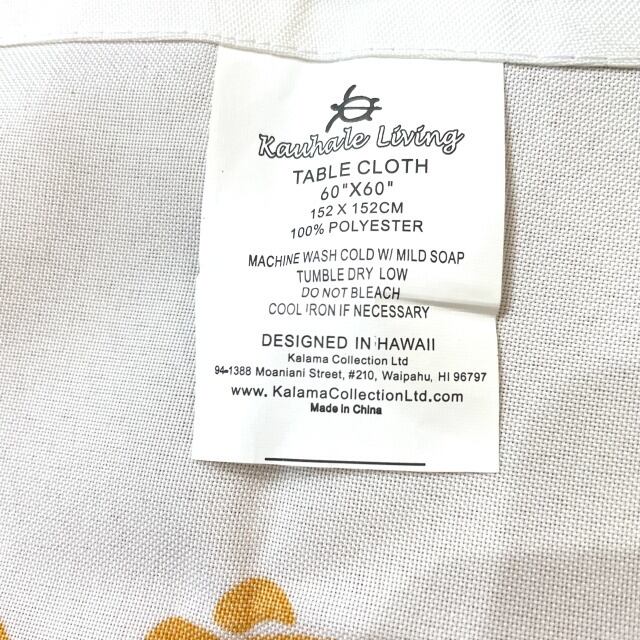 Kauhale Living
TABLE CLOTH
60"X60"
152 X 152CM
100% POLYESTER
MACHINE WASH COLD W/ MILD SOAP
TUMBLE DRY LOW
DO NOT BLEACH
COOL IRON IF NECESSARY
DESIGNED IN HAWAII
Kalama Collection Ltd
94-1388 Moaniani Street, #210, Waipahu, HI 96797
www.KalamaCollectionLtd.com
Made in China